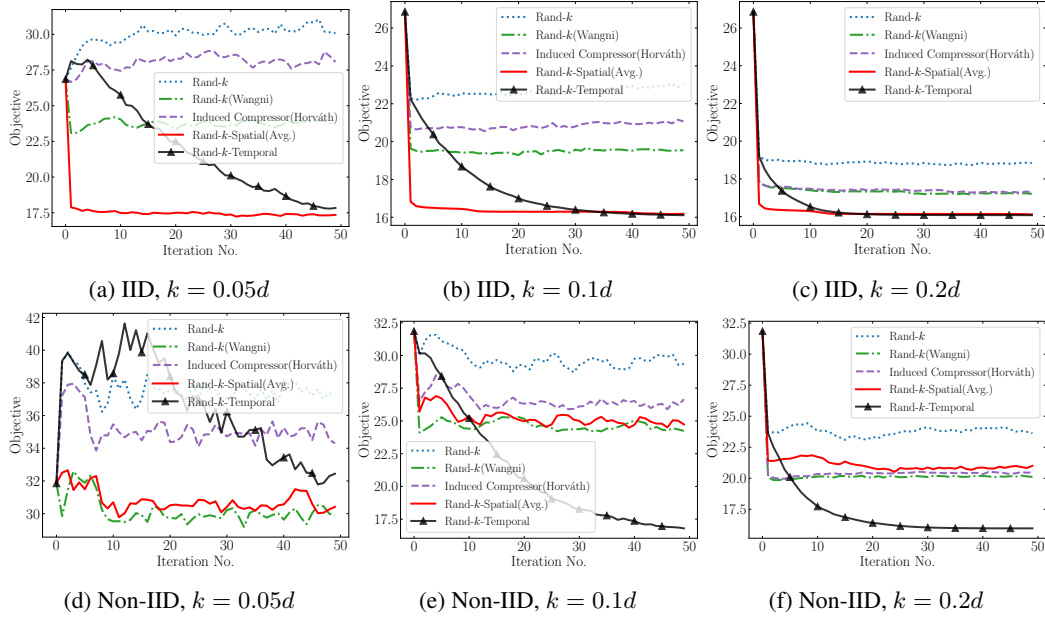 30.0
27.5
25.0
22.5
20.0
17.5
Objective
Rand-k
Rand-k(Wangni)
Induced Compressor(Horváth)
Rand-k-Spatial(Avg.)
Rand-k-Temporal
0 10 20 30 40 50
Iteration No.
(a) IID, k = 0.05d
26
24
22
20
18
16
Objective
Rand-k
Rand-k(Wangni)
Induced Compressor(Horváth)
Rand-k-Spatial(Avg.)
Rand-k-Temporal
0 10 20 30 40 50
Iteration No.
(b) IID, k = 0.1d
26
24
22
20
18
16
Objective
Rand-k
Rand-k(Wangni)
Induced Compressor(Horváth)
Rand-k-Spatial(Avg.)
Rand-k-Temporal
0 10 20 30 40 50
Iteration No.
(c) IID, k = 0.2d
42
40
38
36
34
32
30
Objective
Rand-k
Rand-k(Wangni)
Induced Compressor(Horváth)
Rand-k-Spatial(Avg.)
Rand-k-Temporal
0 10 20 30 40 50
Iteration No.
(d) Non-IID, k = 0.05d
32.5
30.0
27.5
25.0
22.5
20.0
17.5
Objective
Rand-k
Rand-k(Wangni)
Induced Compressor(Horváth)
Rand-k-Spatial(Avg.)
Rand-k-Temporal
0 10 20 30 40 50
Iteration No.
(e) Non-IID, k = 0.1d
32.5
30.0
27.5
25.0
22.5
20.0
17.5
Objective
Rand-k
Rand-k(Wangni)
Induced Compressor(Horváth)
Rand-k-Spatial(Avg.)
Rand-k-Temporal
0 10 20 30 40 50
Iteration No.
(f) Non-IID, k = 0.2d